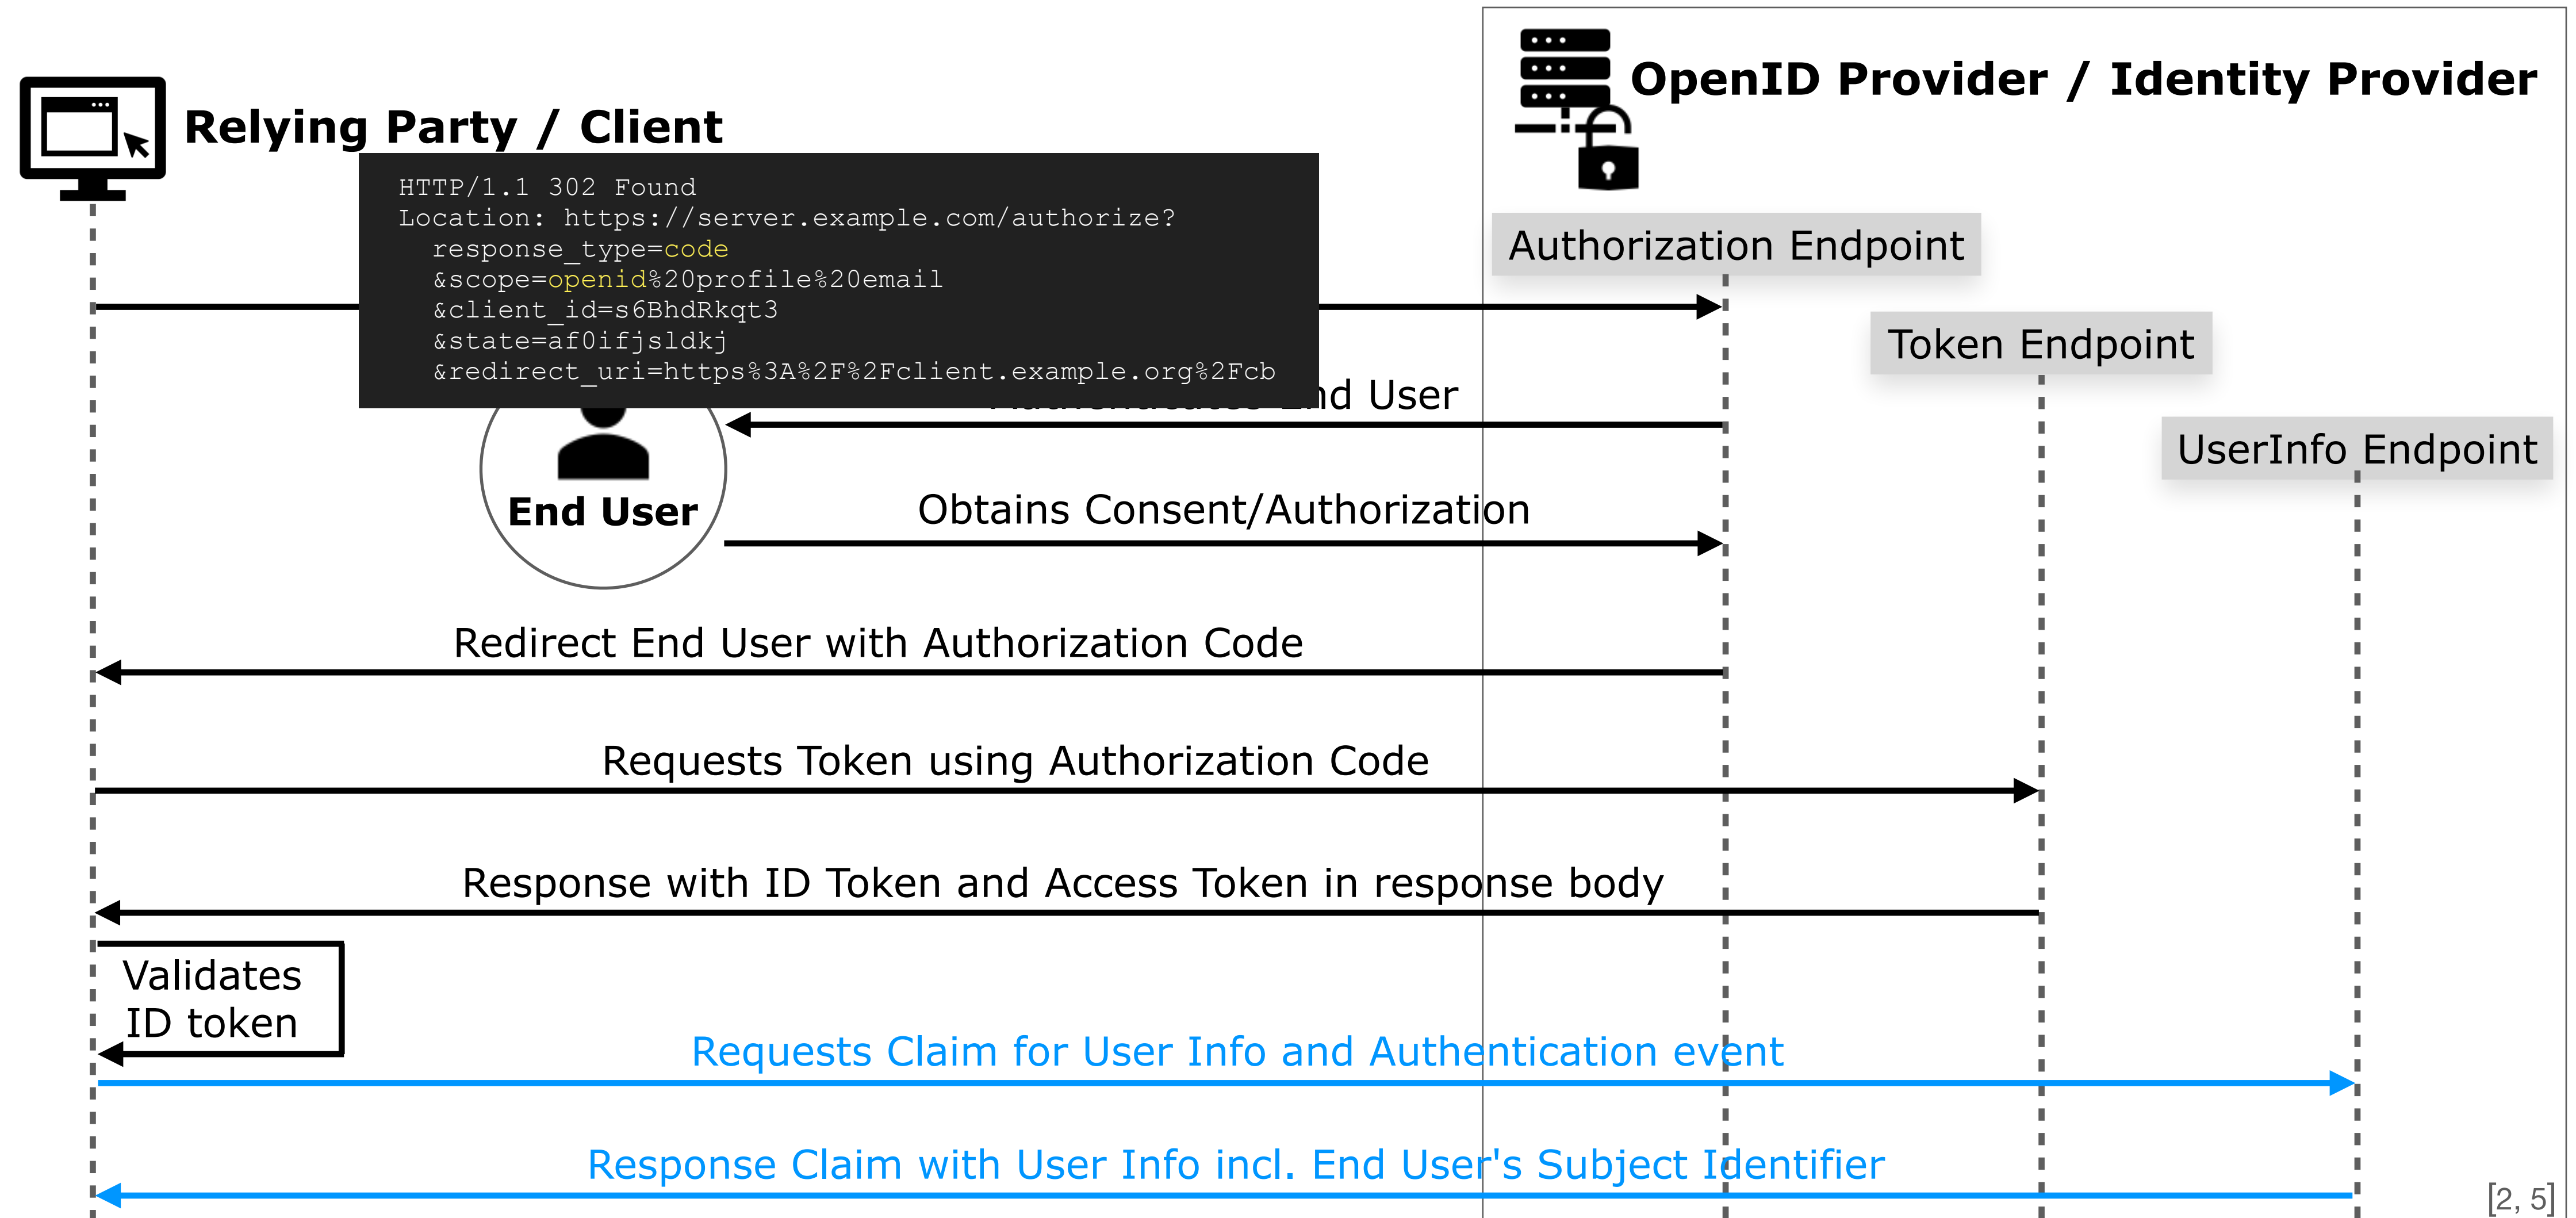 OpenID Provider / Identity Provider
Relying Party / Client
HTTP/1.1 302 Found
Location: https://server.example.com/authorize?
response_type=code
&scope=openid%20profile%20email
&client_id=s6BhdRkqt3
&state=af0ifjsldkj
&redirect_uri=https%3A%2F%2Fclient.example.org%2Fcb
Authorization Endpoint
Token Endpoint
UserInfo Endpoint
User
End User
Obtains Consent/Authorization
Redirect End User with Authorization Code
Requests Token using Authorization Code
Response with ID Token and Access Token in response body
Validates
ID token
Requests Claim for User Info and Authentication event
Response Claim with User Info incl. End User's Subject Identifier
[2, 5]